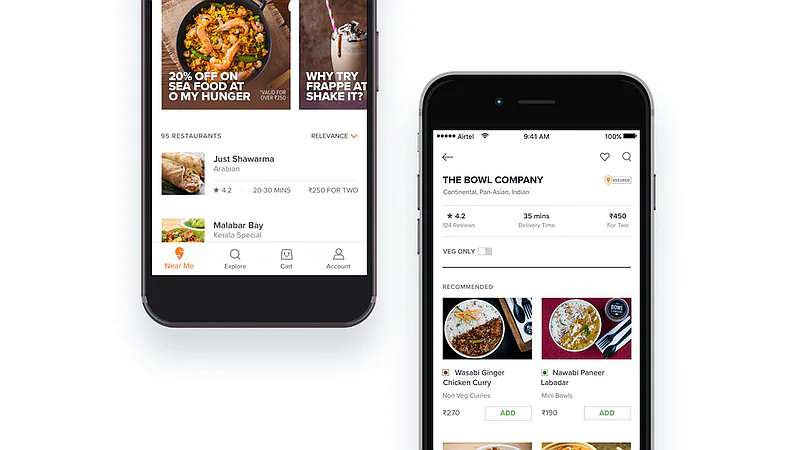 20% OFF ON
SEA FOOD AT
O MY HUNGER
*VALID FOR
OVER ₹250
WHY TRY
FRAPPE AT
SHAKE IT?
95 RESTAURANTS
RELEVANCE
Just Shawarma
Arabian
★ 4.2 · 20-30 MINS · ₹250 FOR TWO
Malabar Bay
Kerala Special
Near Me
Explore
Cart
Account
Airtel
9:41 AM
100%
THE BOWL COMPANY
ASSURED
Continental, Pan-Asian, Indian
★ 4.2
35 mins
₹450
124 Reviews
Delivery Time
For Two
VEG ONLY
RECOMMENDED
BOWL
Wasabi Ginger
Chicken Curry
Non Veg Curries
₹270
ADD
Nawabi Paneer
Labadar
Mini Bowls
₹190
ADD